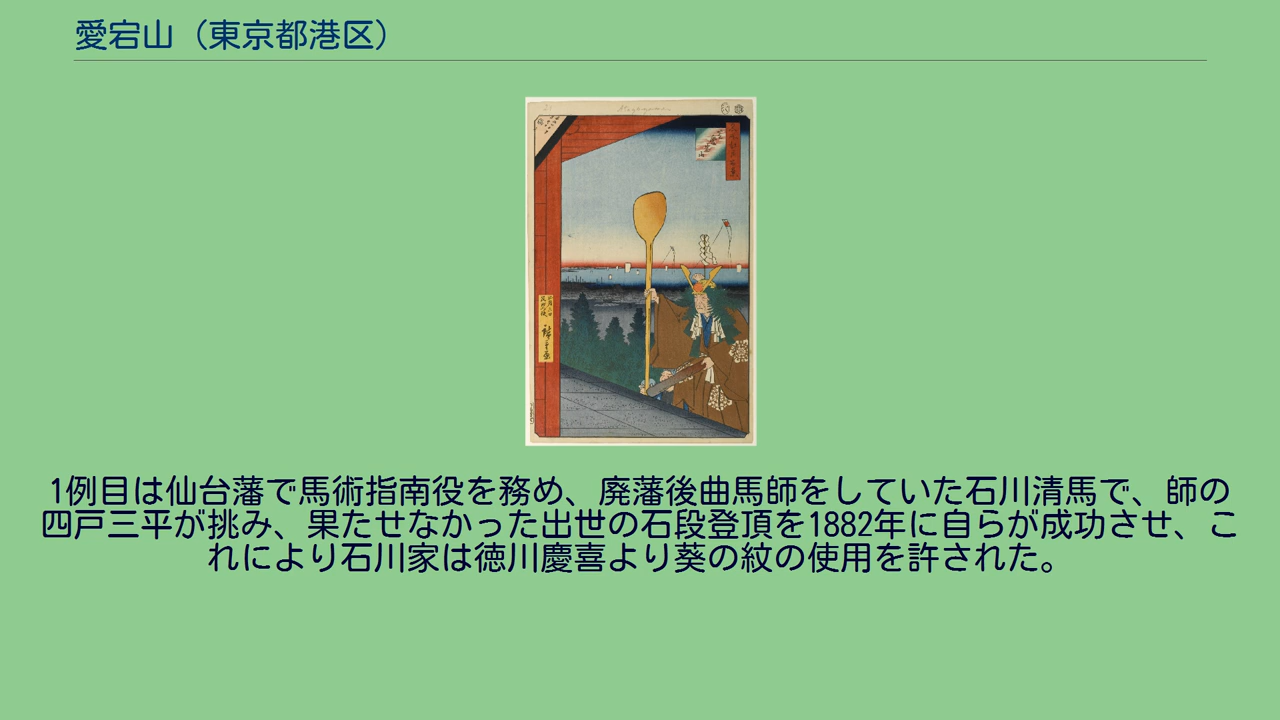 愛宕山（東京都港区）
1例目は仙台藩で馬術指南役を務め、廃藩後曲馬師をしていた石川清馬で、師の
四戸三平が挑み、果たせなかった出世の石段登頂を1882年に自らが成功させ、こ
れにより石川家は徳川慶喜より葵の紋の使用を許された。